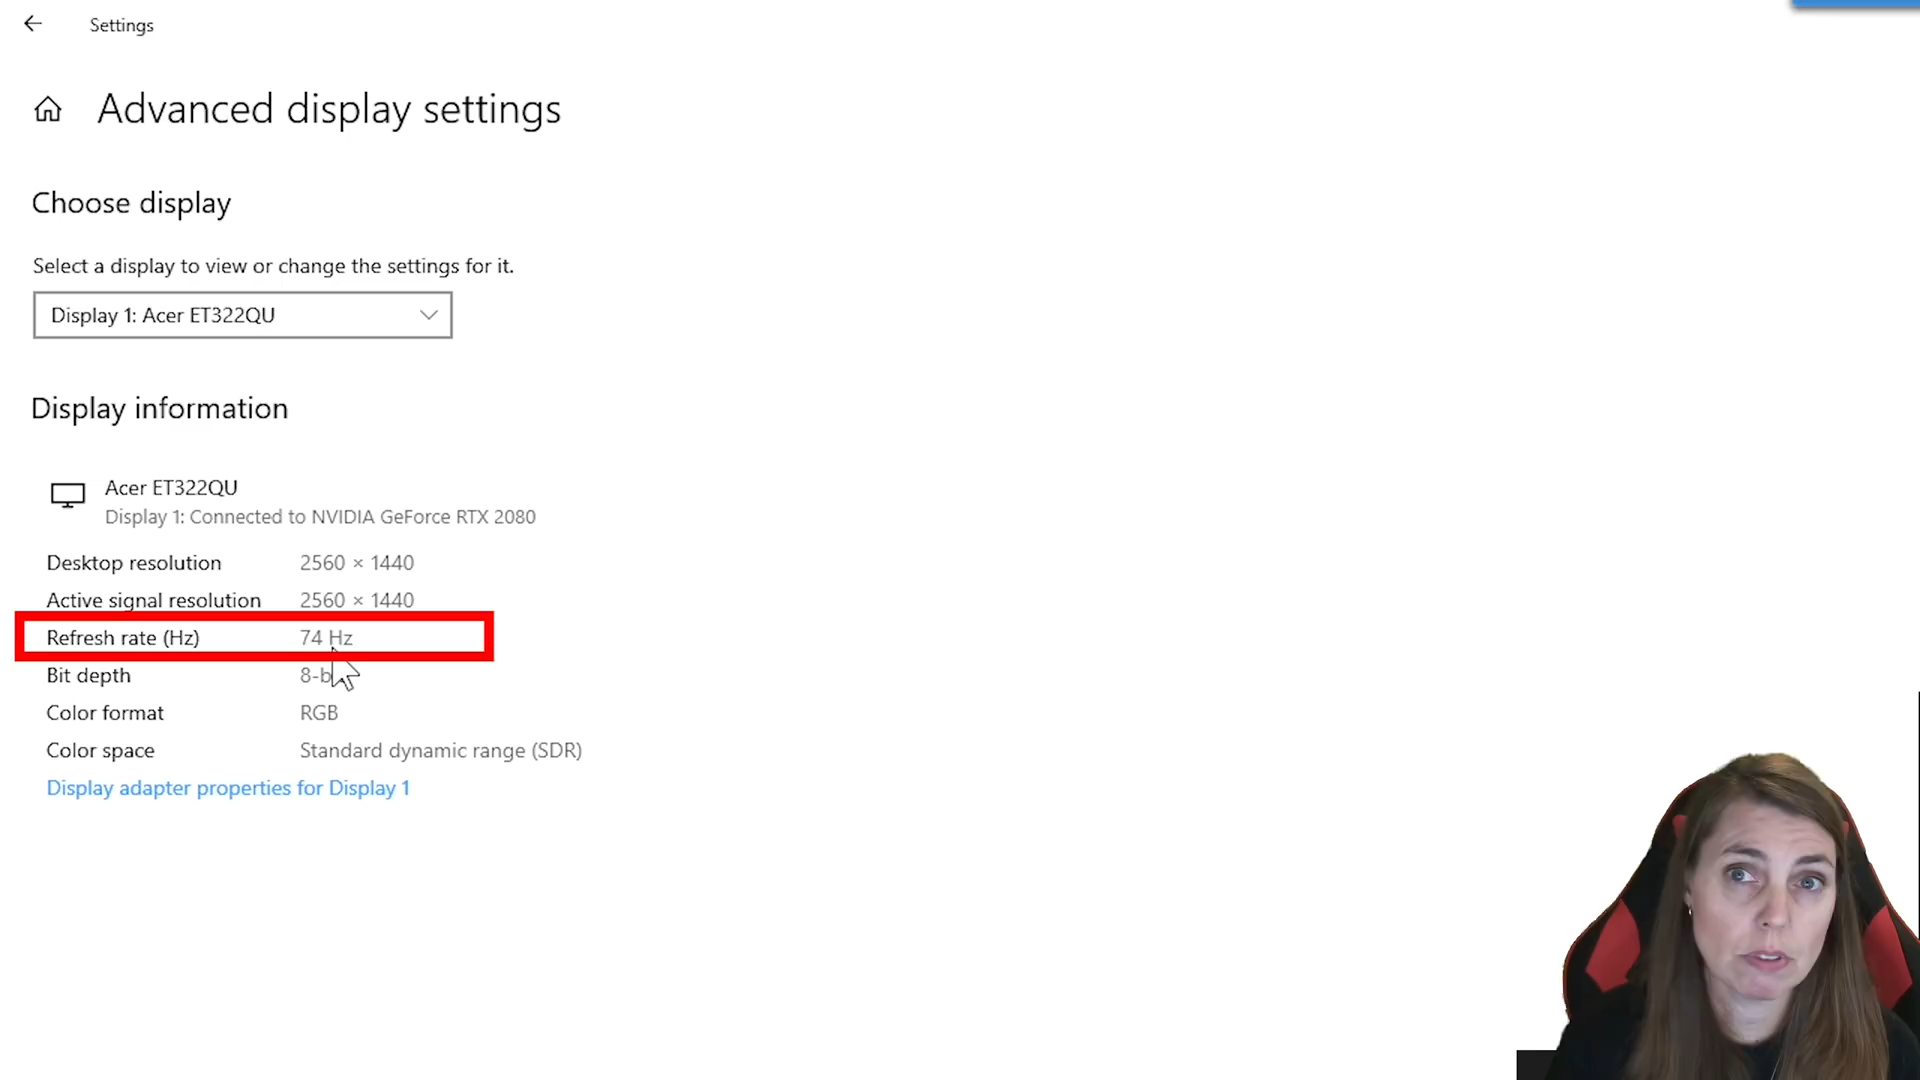 Settings
Advanced display settings
Choose display
Select a display to view or change the settings for it.
Display 1: Acer ET322QU
Display information
Acer ET322QU
Display 1: Connected to NVIDIA GeForce RTX 2080
Desktop resolution 2560 × 1440
Active signal resolution 2560 × 1440
Refresh rate (Hz) 74 Hz
Bit depth 8-b
Color format RGB
Color space Standard dynamic range (SDR)
Display adapter properties for Display 1